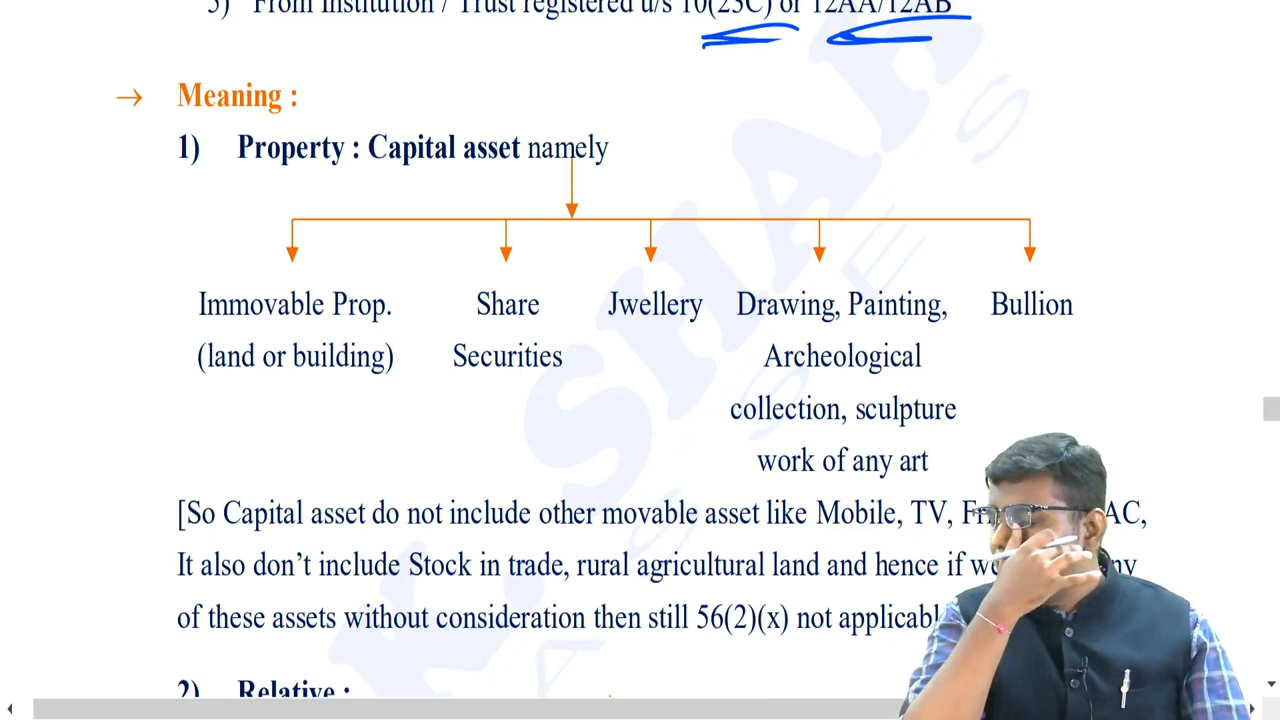 5) From Institution / Trust registered u/s 10(23C) or 12AA/12AB
→ Meaning :
1) Property : Capital asset namely
Immovable Prop. Share Jwellery Drawing, Painting, Bullion
(land or building) Securities Archeological
collection, sculpture
work of any art
[So Capital asset do not include other movable asset like Mobile, TV, AC,
It also don't include Stock in trade, rural agricultural land and hence if
of these assets without consideration then still 56(2)(x) not applicabl
2) Relative :
K. SHAH